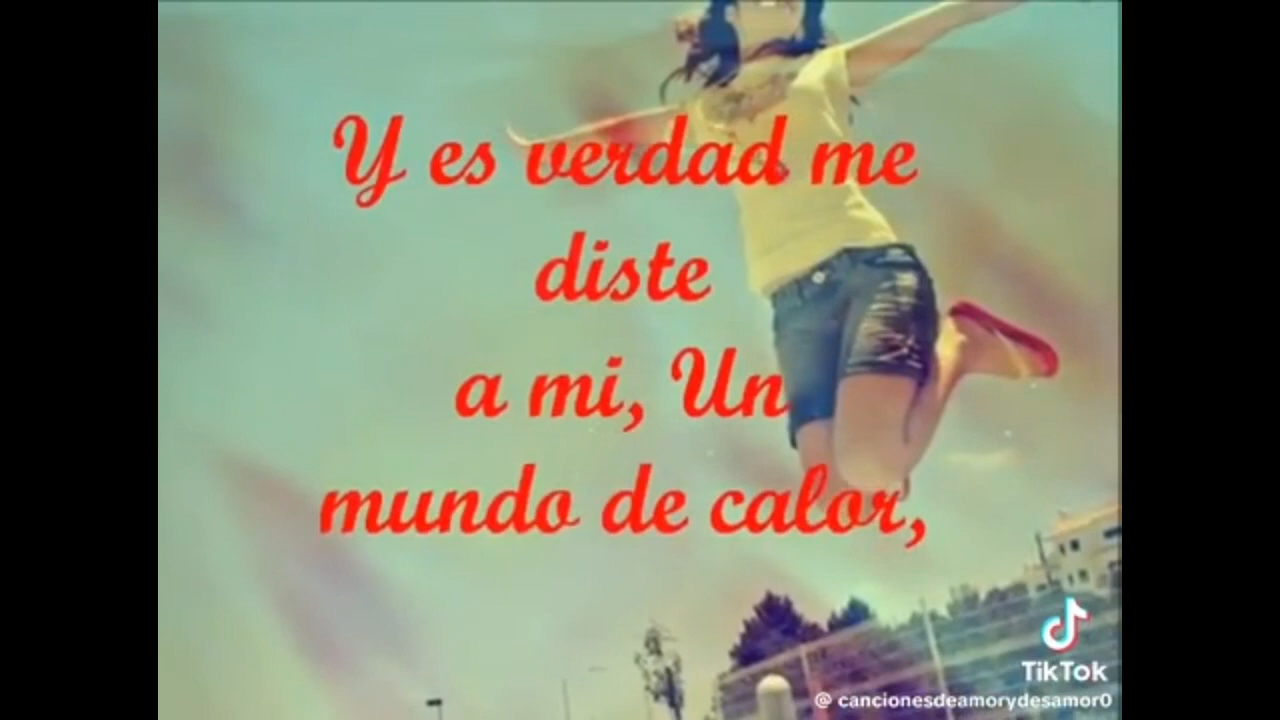 Y es verdad me
diste
a mi, Un
mundo de calor,
TikTok
@ cancionesdeamorydesamor0